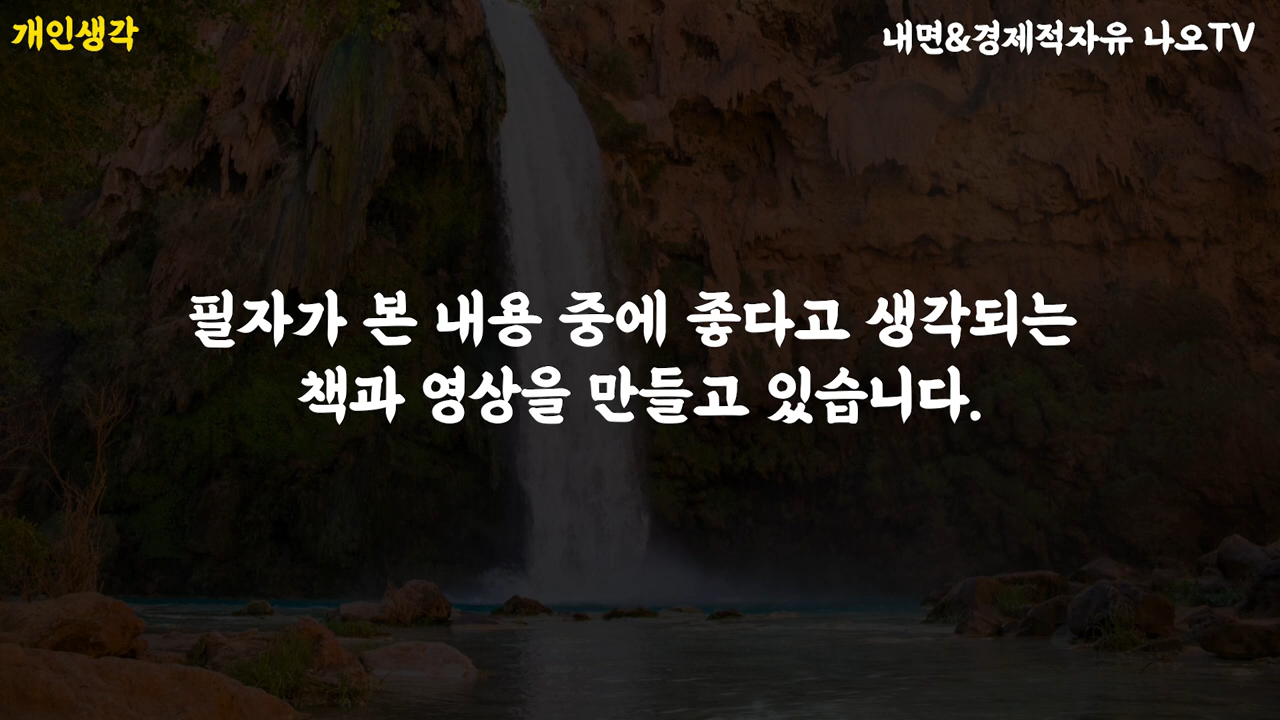 개인생각
내면&경제적자유 나오TV
필자가 본 내용 중에 좋다고 생각되는
책과 영상을 만들고 있습니다.